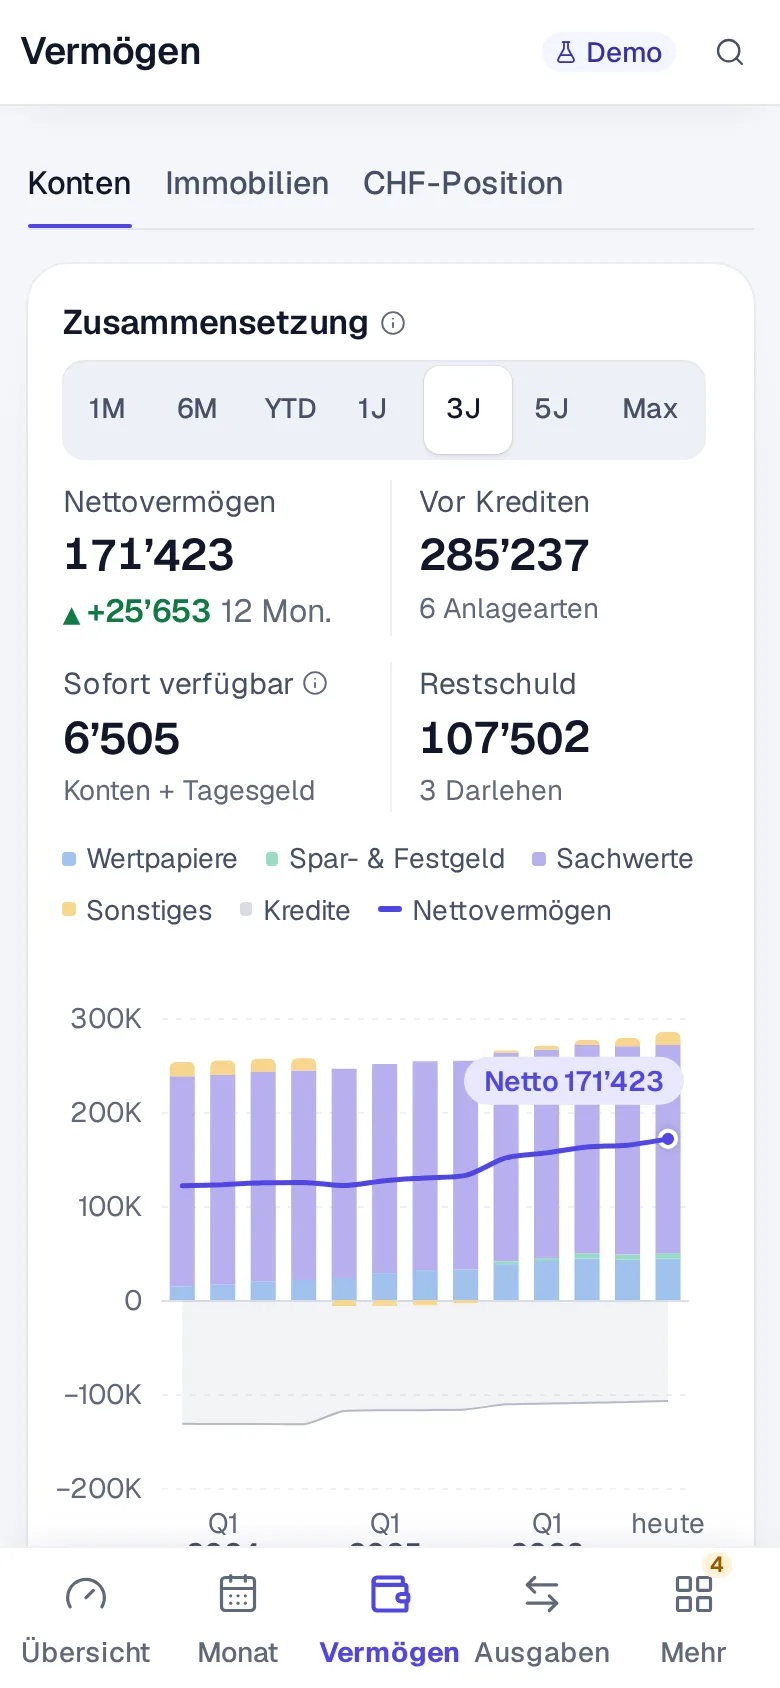 Vermögen
Demo
Konten Immobilien CHF-Position
Zusammensetzung
1M 6M YTD 1J 3J 5J Max
Nettovermögen Vor Krediten
171’423 285’237
▲ +25’653 12 Mon. 6 Anlagearten
Sofort verfügbar Restschuld
6’505 107’502
Konten + Tagesgeld 3 Darlehen
Wertpapiere Spar- & Festgeld Sachwerte
Sonstiges Kredite Nettovermögen
300K
Netto 171’423
200K
100K
0
−100K
−200K
Q1 Q1 Q1 heute
4
Übersicht Monat Vermögen Ausgaben Mehr